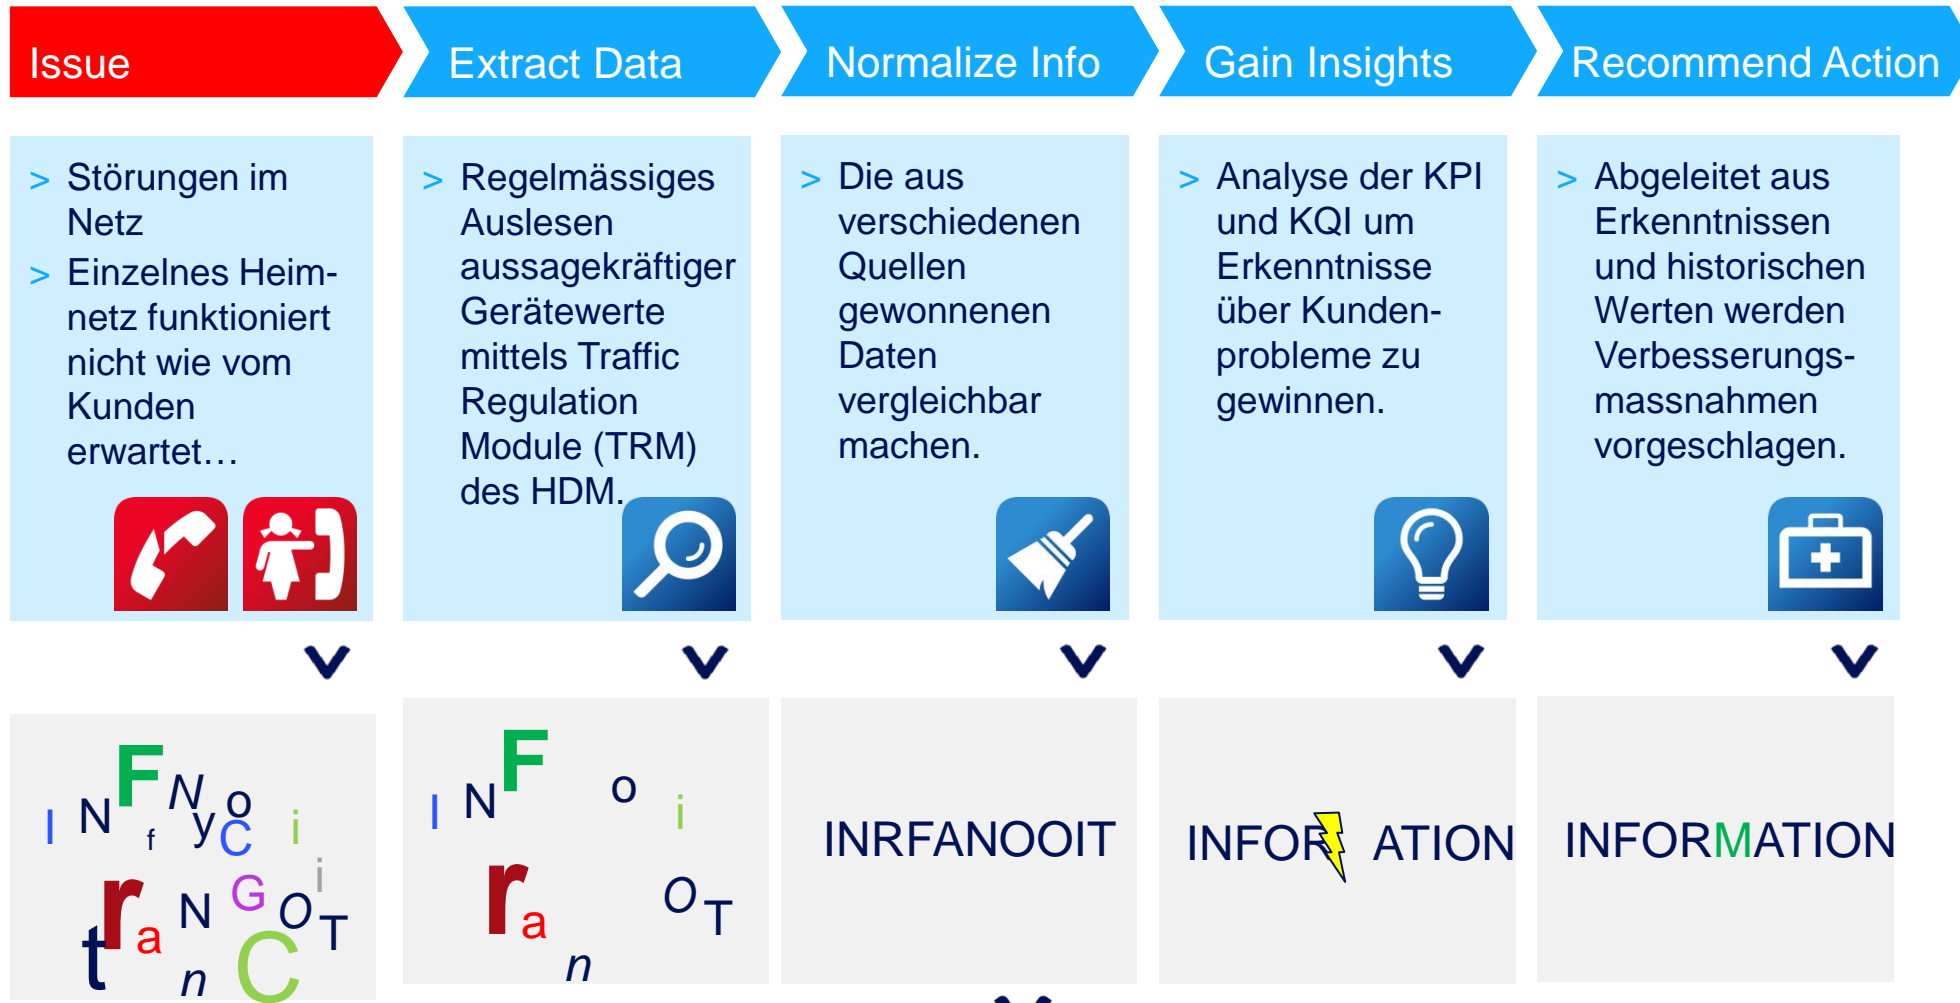 Issue
Extract Data
Normalize Info
Gain Insights
Recommend Action
> Störungen im
Netz
> Einzelnes Heim-
netz funktioniert
nicht wie vom
Kunden
erwartet…
> Regelmässiges
Auslesen
aussagekräftiger
Gerätewerte
mittels Traffic
Regulation
Module (TRM)
des HDM.
> Die aus
verschiedenen
Quellen
gewonnenen
Daten
vergleichbar
machen.
> Analyse der KPI
und KQI um
Erkenntnisse
über Kunden-
probleme zu
gewinnen.
> Abgeleitet aus
Erkenntnissen
und historischen
Werten werden
Verbesserungs-
massnahmen
vorgeschlagen.
I N F N y o C i
f
i
t r a N G O T
n C
I N F o i
r a O T
n
INRFANOOIT
INFOR ATION
INFORMATION